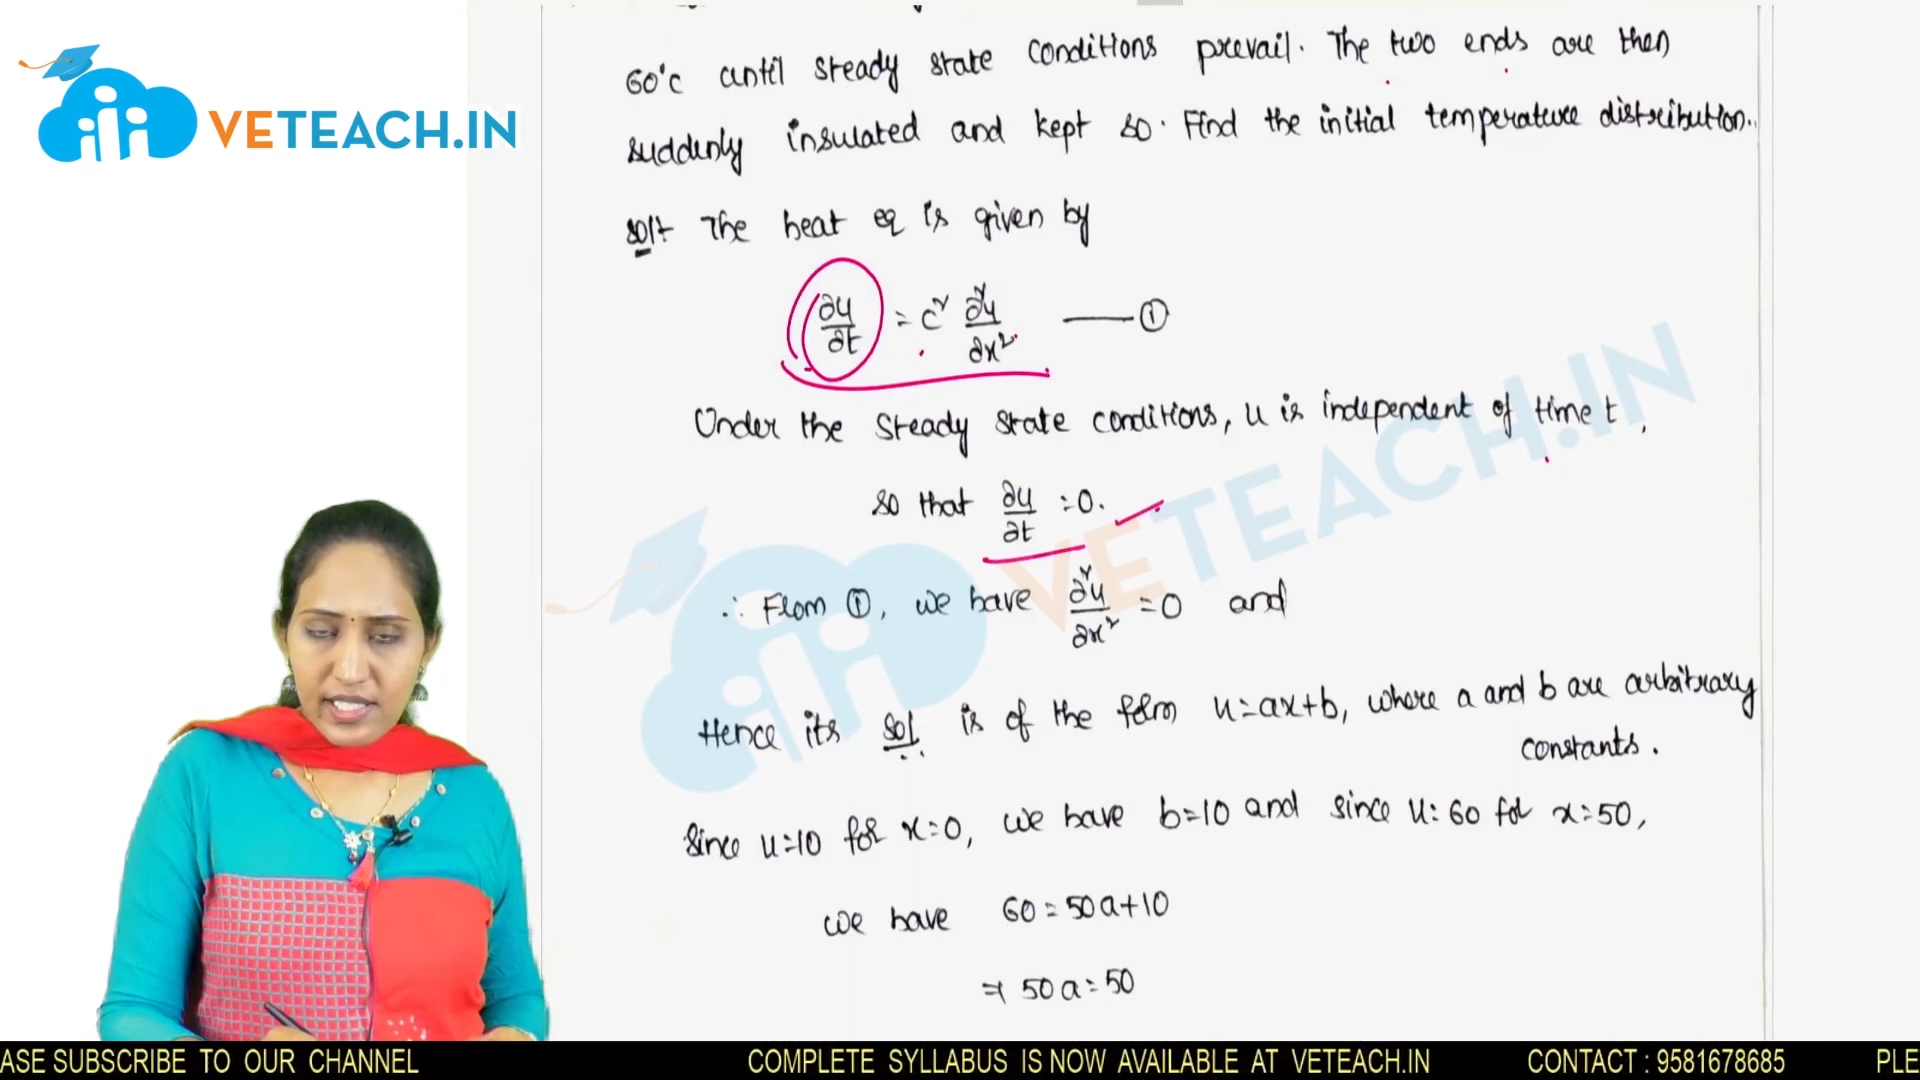 VETEACH.IN
60°c until steady state conditions prevail. The two ends are then
suddenly insulated and kept so. Find the initial temperature distribution.
Sol:- The heat eq is given by
∂u/∂t = c² ∂²u/∂x² —— ①
Under the steady state conditions, u is independent of time t,
so that ∂u/∂t = 0.
∴ From ①, we have ∂²u/∂x² = 0 and
Hence its sol. is of the form u=ax+b, where a and b are arbitrary
constants.
Since u=10 for x=0, we have b=10 and since u=60 for x=50,
we have 60=50a+10
⇒ 50a=50
VETEACH.IN
ASE SUBSCRIBE TO OUR CHANNEL COMPLETE SYLLABUS IS NOW AVAILABLE AT VETEACH.IN CONTACT : 9581678685 PLE